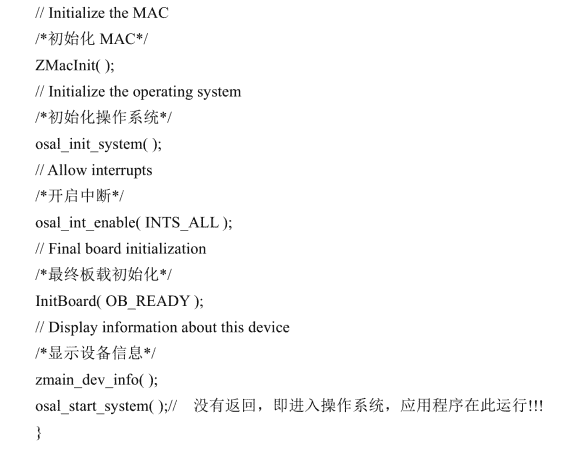 // Initialize the MAC
/*初始化 MAC*/
ZMacInit( );
// Initialize the operating system
/*初始化操作系统*/
osal_init_system( );
// Allow interrupts
/*开启中断*/
osal_int_enable( INTS_ALL );
// Final board initialization
/*最终板载初始化*/
InitBoard( OB_READY );
// Display information about this device
/*显示设备信息*/
zmain_dev_info( );
osal_start_system( );// 没有返回，即进入操作系统，应用程序在此运行!!!
}